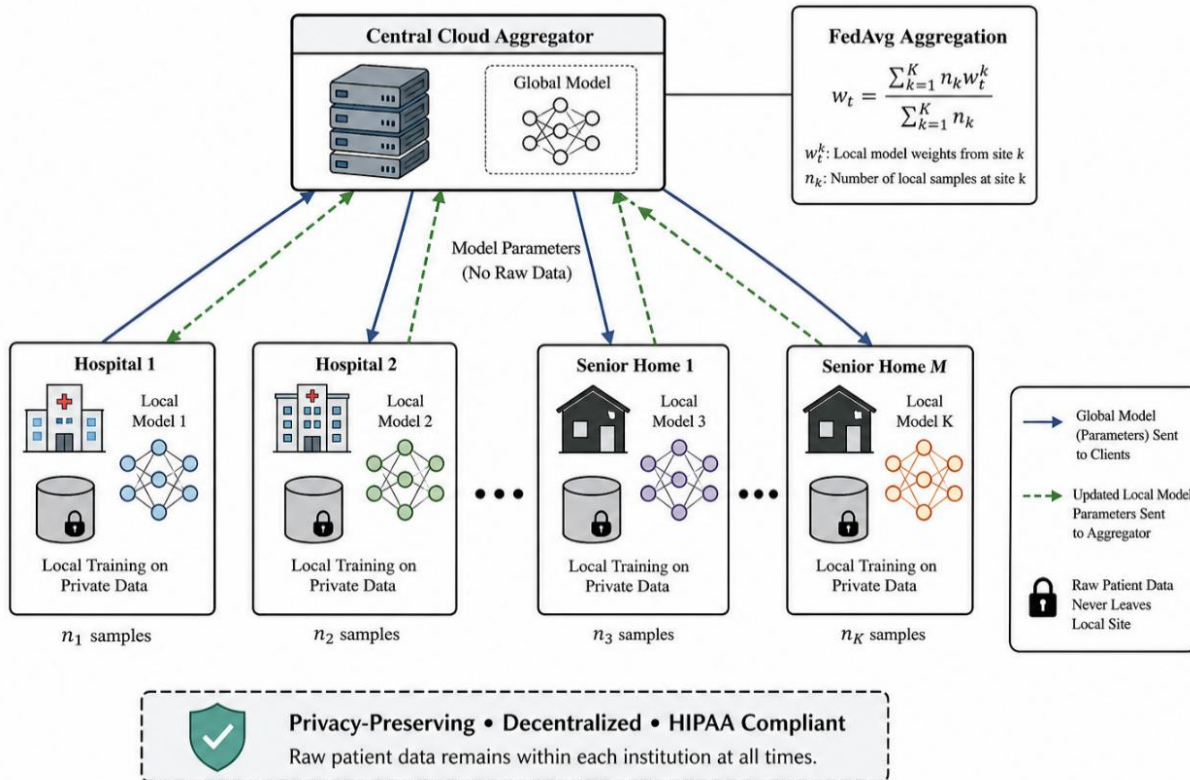 Central Cloud Aggregator
Global Model
FedAvg Aggregation
w_t = \frac{\sum_{k=1}^{K} n_k w_t^k}{\sum_{k=1}^{K} n_k}
w_t^k: Local model weights from site k
n_k: Number of local samples at site k
Model Parameters
(No Raw Data)
Hospital 1
Local
Model 1
Local Training on
Private Data
n_1 samples
Hospital 2
Local
Model 2
Local Training on
Private Data
n_2 samples
Senior Home 1
Local
Model 3
Local Training on
Private Data
n_3 samples
Senior Home M
Local
Model K
Local Training on
Private Data
n_K samples
Global Model
(Parameters) Sent
to Clients
Updated Local Model
Parameters Sent
to Aggregator
Raw Patient Data
Never Leaves
Local Site
Privacy-Preserving • Decentralized • HIPAA Compliant
Raw patient data remains within each institution at all times.